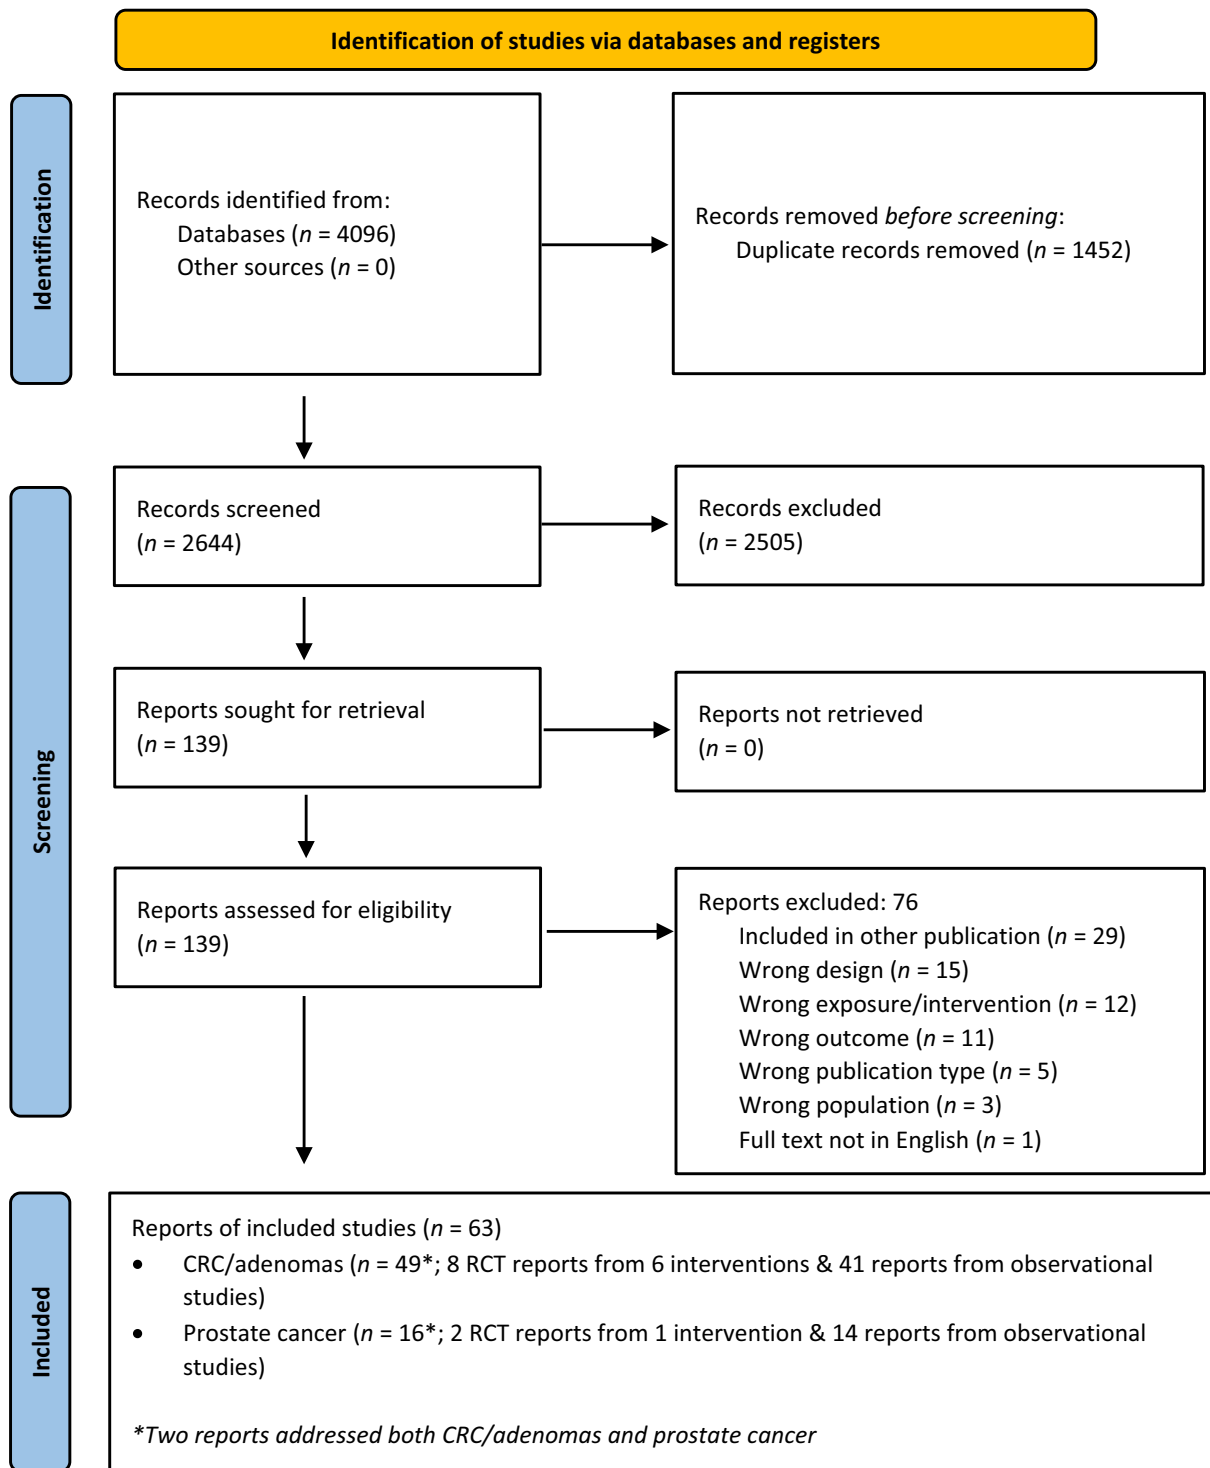 Identification of studies via databases and registers
Identification
Records identified from:
Databases (n = 4096)
Other sources (n = 0)
Records removed before screening:
Duplicate records removed (n = 1452)
Screening
Records screened
(n = 2644)
Records excluded
(n = 2505)
Reports sought for retrieval
(n = 139)
Reports not retrieved
(n = 0)
Reports assessed for eligibility
(n = 139)
Reports excluded: 76
Included in other publication (n = 29)
Wrong design (n = 15)
Wrong exposure/intervention (n = 12)
Wrong outcome (n = 11)
Wrong publication type (n = 5)
Wrong population (n = 3)
Full text not in English (n = 1)
Included
Reports of included studies (n = 63)
• CRC/adenomas (n = 49*; 8 RCT reports from 6 interventions & 41 reports from observational
studies)
• Prostate cancer (n = 16*; 2 RCT reports from 1 intervention & 14 reports from observational
studies)
*Two reports addressed both CRC/adenomas and prostate cancer